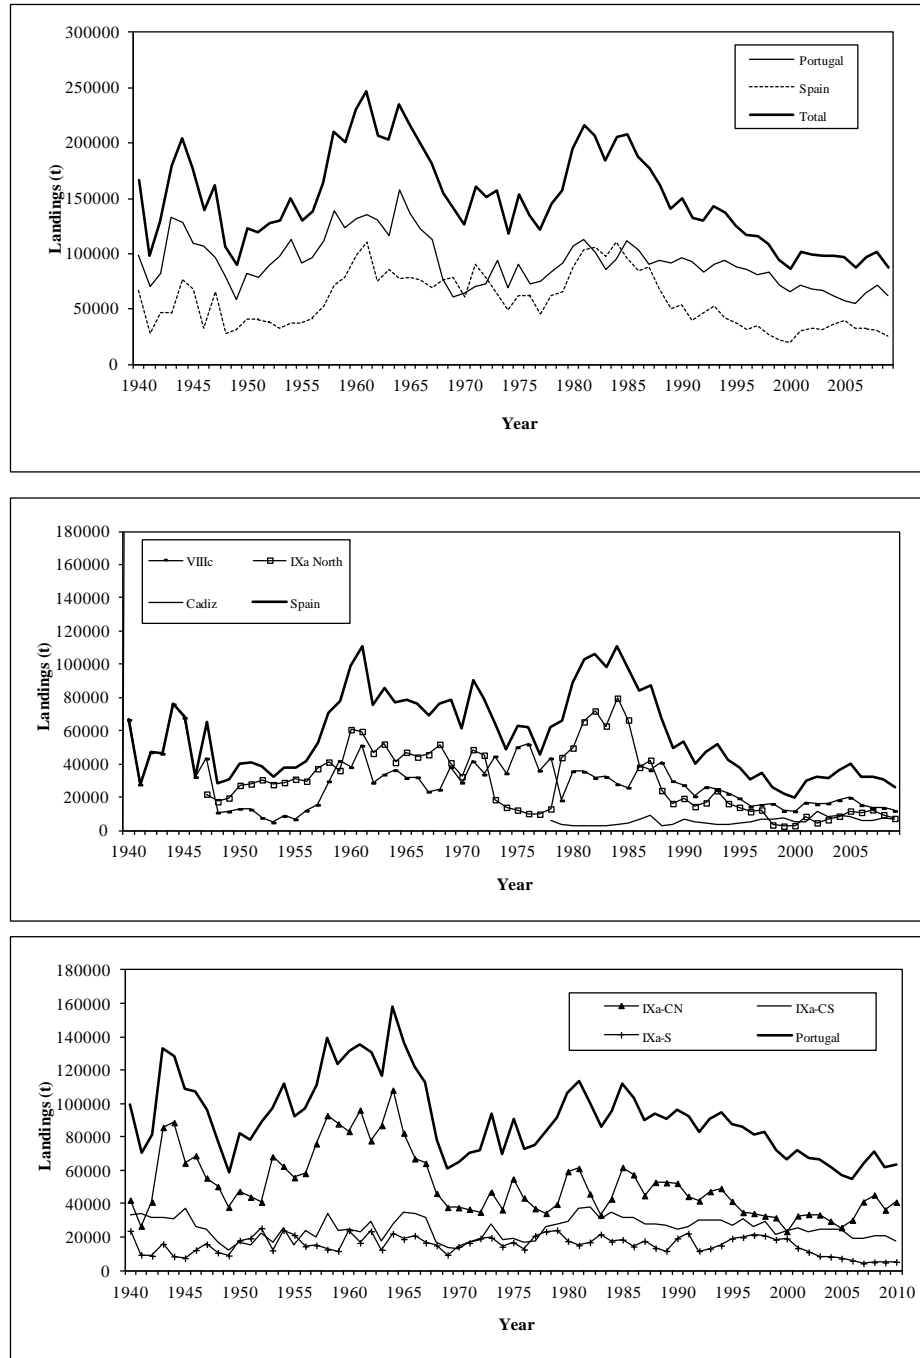 300000
250000
200000
150000
100000
50000
0
Landings (t)
Portugal
Spain
Total
1940 1945 1950 1955 1960 1965 1970 1975 1980 1985 1990 1995 2000 2005
Year
180000
160000
140000
120000
100000
80000
60000
40000
20000
0
Landings (t)
VIIIc IXa North
Cadiz Spain
1940 1945 1950 1955 1960 1965 1970 1975 1980 1985 1990 1995 2000 2005
Year
180000
160000
140000
120000
100000
80000
60000
40000
20000
0
Landings (t)
IXa-CN IXa-CS
IXa-S Portugal
1940 1945 1950 1955 1960 1965 1970 1975 1980 1985 1990 1995 2000 2005 2010
Year